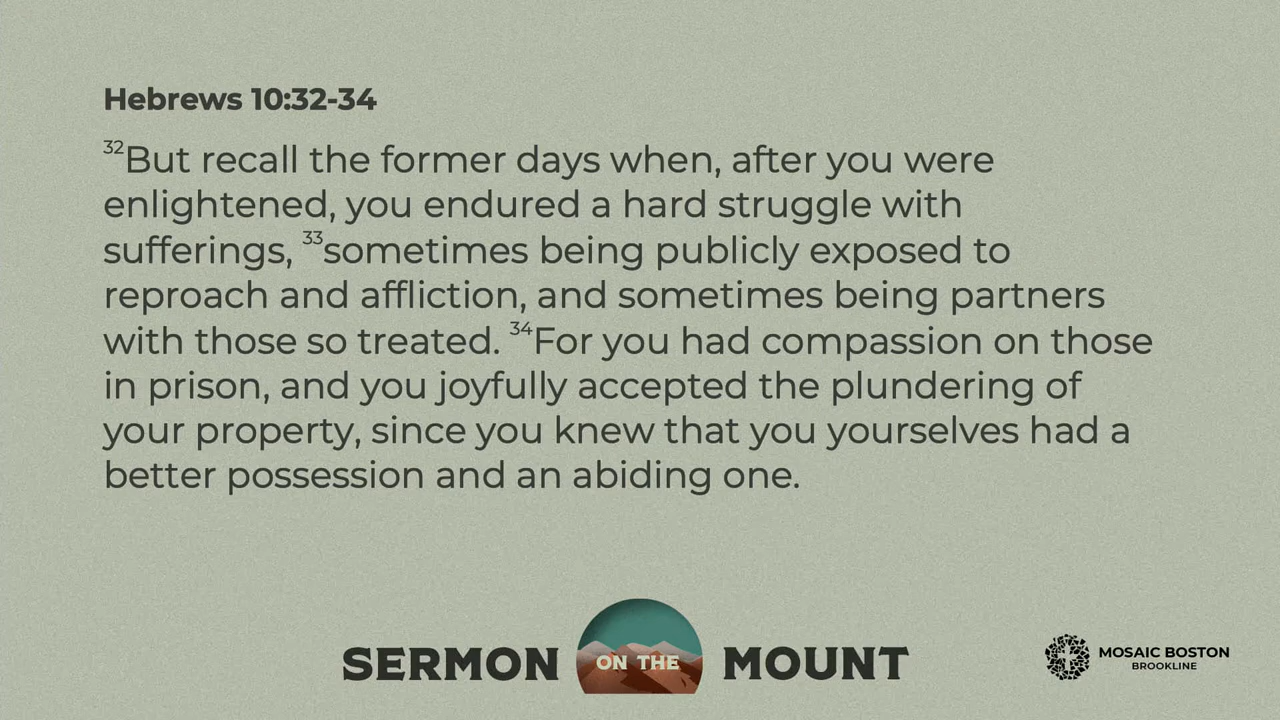 Hebrews 10:32-34
32But recall the former days when, after you were
enlightened, you endured a hard struggle with
sufferings, 33sometimes being publicly exposed to
reproach and affliction, and sometimes being partners
with those so treated. 34For you had compassion on those
in prison, and you joyfully accepted the plundering of
your property, since you knew that you yourselves had a
better possession and an abiding one.
SERMON ON THE MOUNT
MOSAIC BOSTON
BROOKLINE